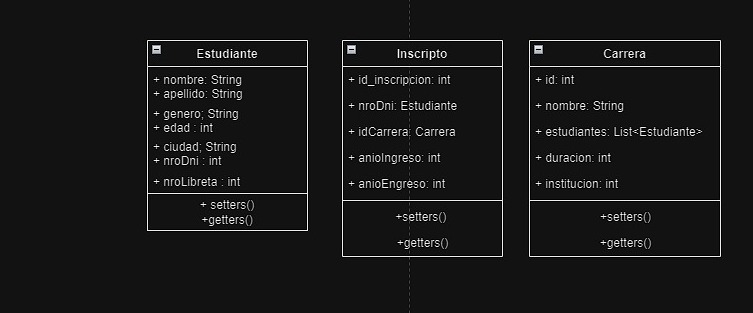 Estudiante
+ nombre: String
+ apellido: String
+ genero; String
+ edad : int
+ ciudad; String
+ nroDni : int
+ nroLibreta : int
+ setters()
+getters()
Inscripto
+ id_inscripcion: int
+ nroDni: Estudiante
+ idCarrera: Carrera
+ anioIngreso: int
+ anioEngreso: int
+setters()
+getters()
Carrera
+ id: int
+ nombre: String
+ estudiantes: List<Estudiante>
+ duracion: int
+ institucion: int
+setters()
+getters()